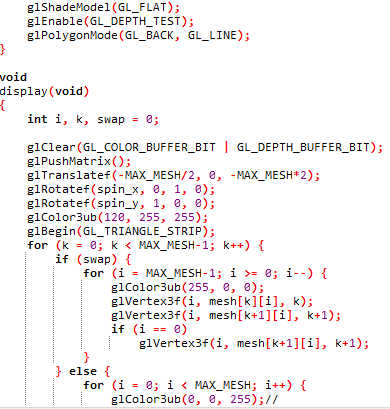 glShadeModel(GL_FLAT);
glEnable(GL_DEPTH_TEST);
glPolygonMode(GL_BACK, GL_LINE);
}
void
display(void)
{
int i, k, swap = 0;
glClear(GL_COLOR_BUFFER_BIT | GL_DEPTH_BUFFER_BIT);
glPushMatrix();
glTranslatef(-MAX_MESH/2, 0, -MAX_MESH*2);
glRotatef(spin_x, 0, 1, 0);
glRotatef(spin_y, 1, 0, 0);
glColor3ub(120, 255, 255);
glBegin(GL_TRIANGLE_STRIP);
for (k = 0; k < MAX_MESH-1; k++) {
if (swap) {
for (i = MAX_MESH-1; i >= 0; i--) {
glColor3ub(255, 0, 0);
glVertex3f(i, mesh[k][i], k);
glVertex3f(i, mesh[k+1][i], k+1);
if (i == 0)
glVertex3f(i, mesh[k+1][i], k+1);
}
} else {
for (i = 0; i < MAX_MESH; i++) {
glColor3ub(0, 0, 255);//